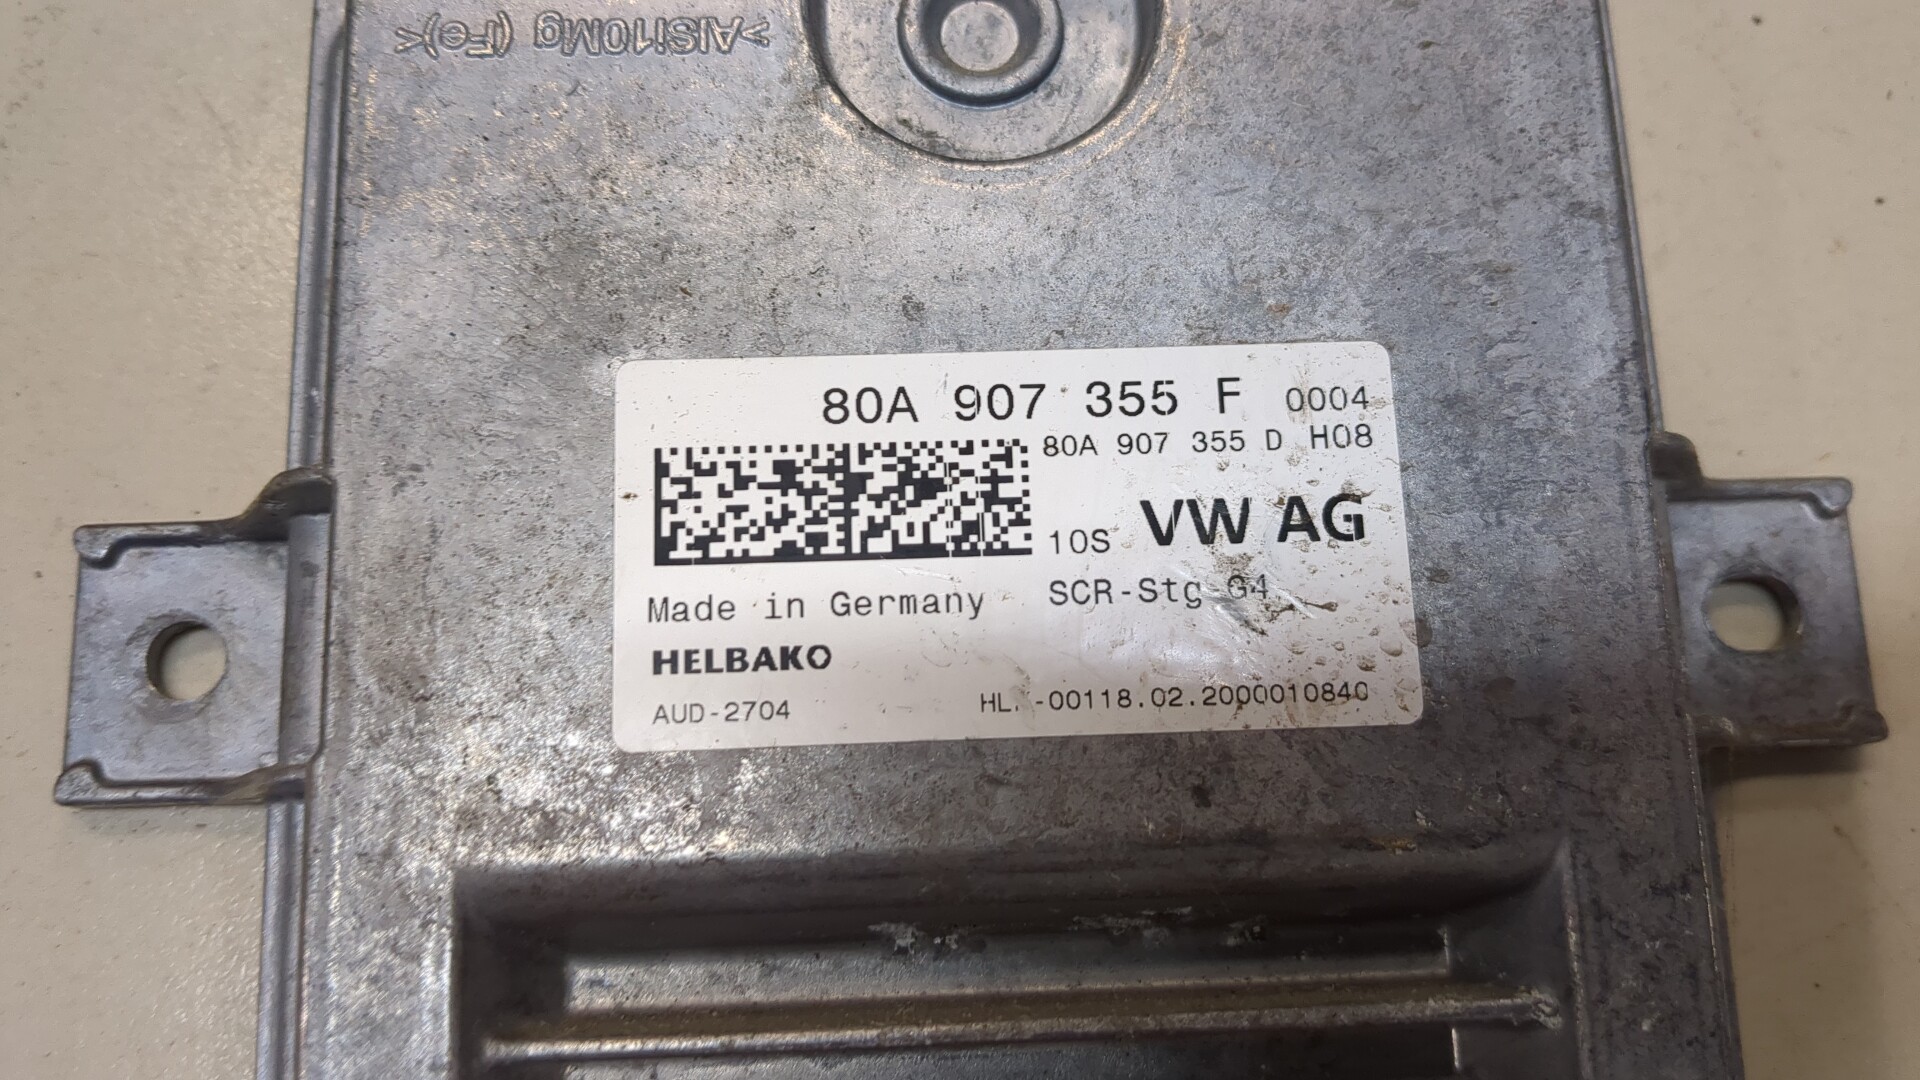 >AlSi10Mg (Fe)<
80A 907 355 F 0004
80A 907 355 D H08
10S VW AG
Made in Germany SCR-Stg G4
HELBAKO
AUD-2704 -00118.02.2000010840